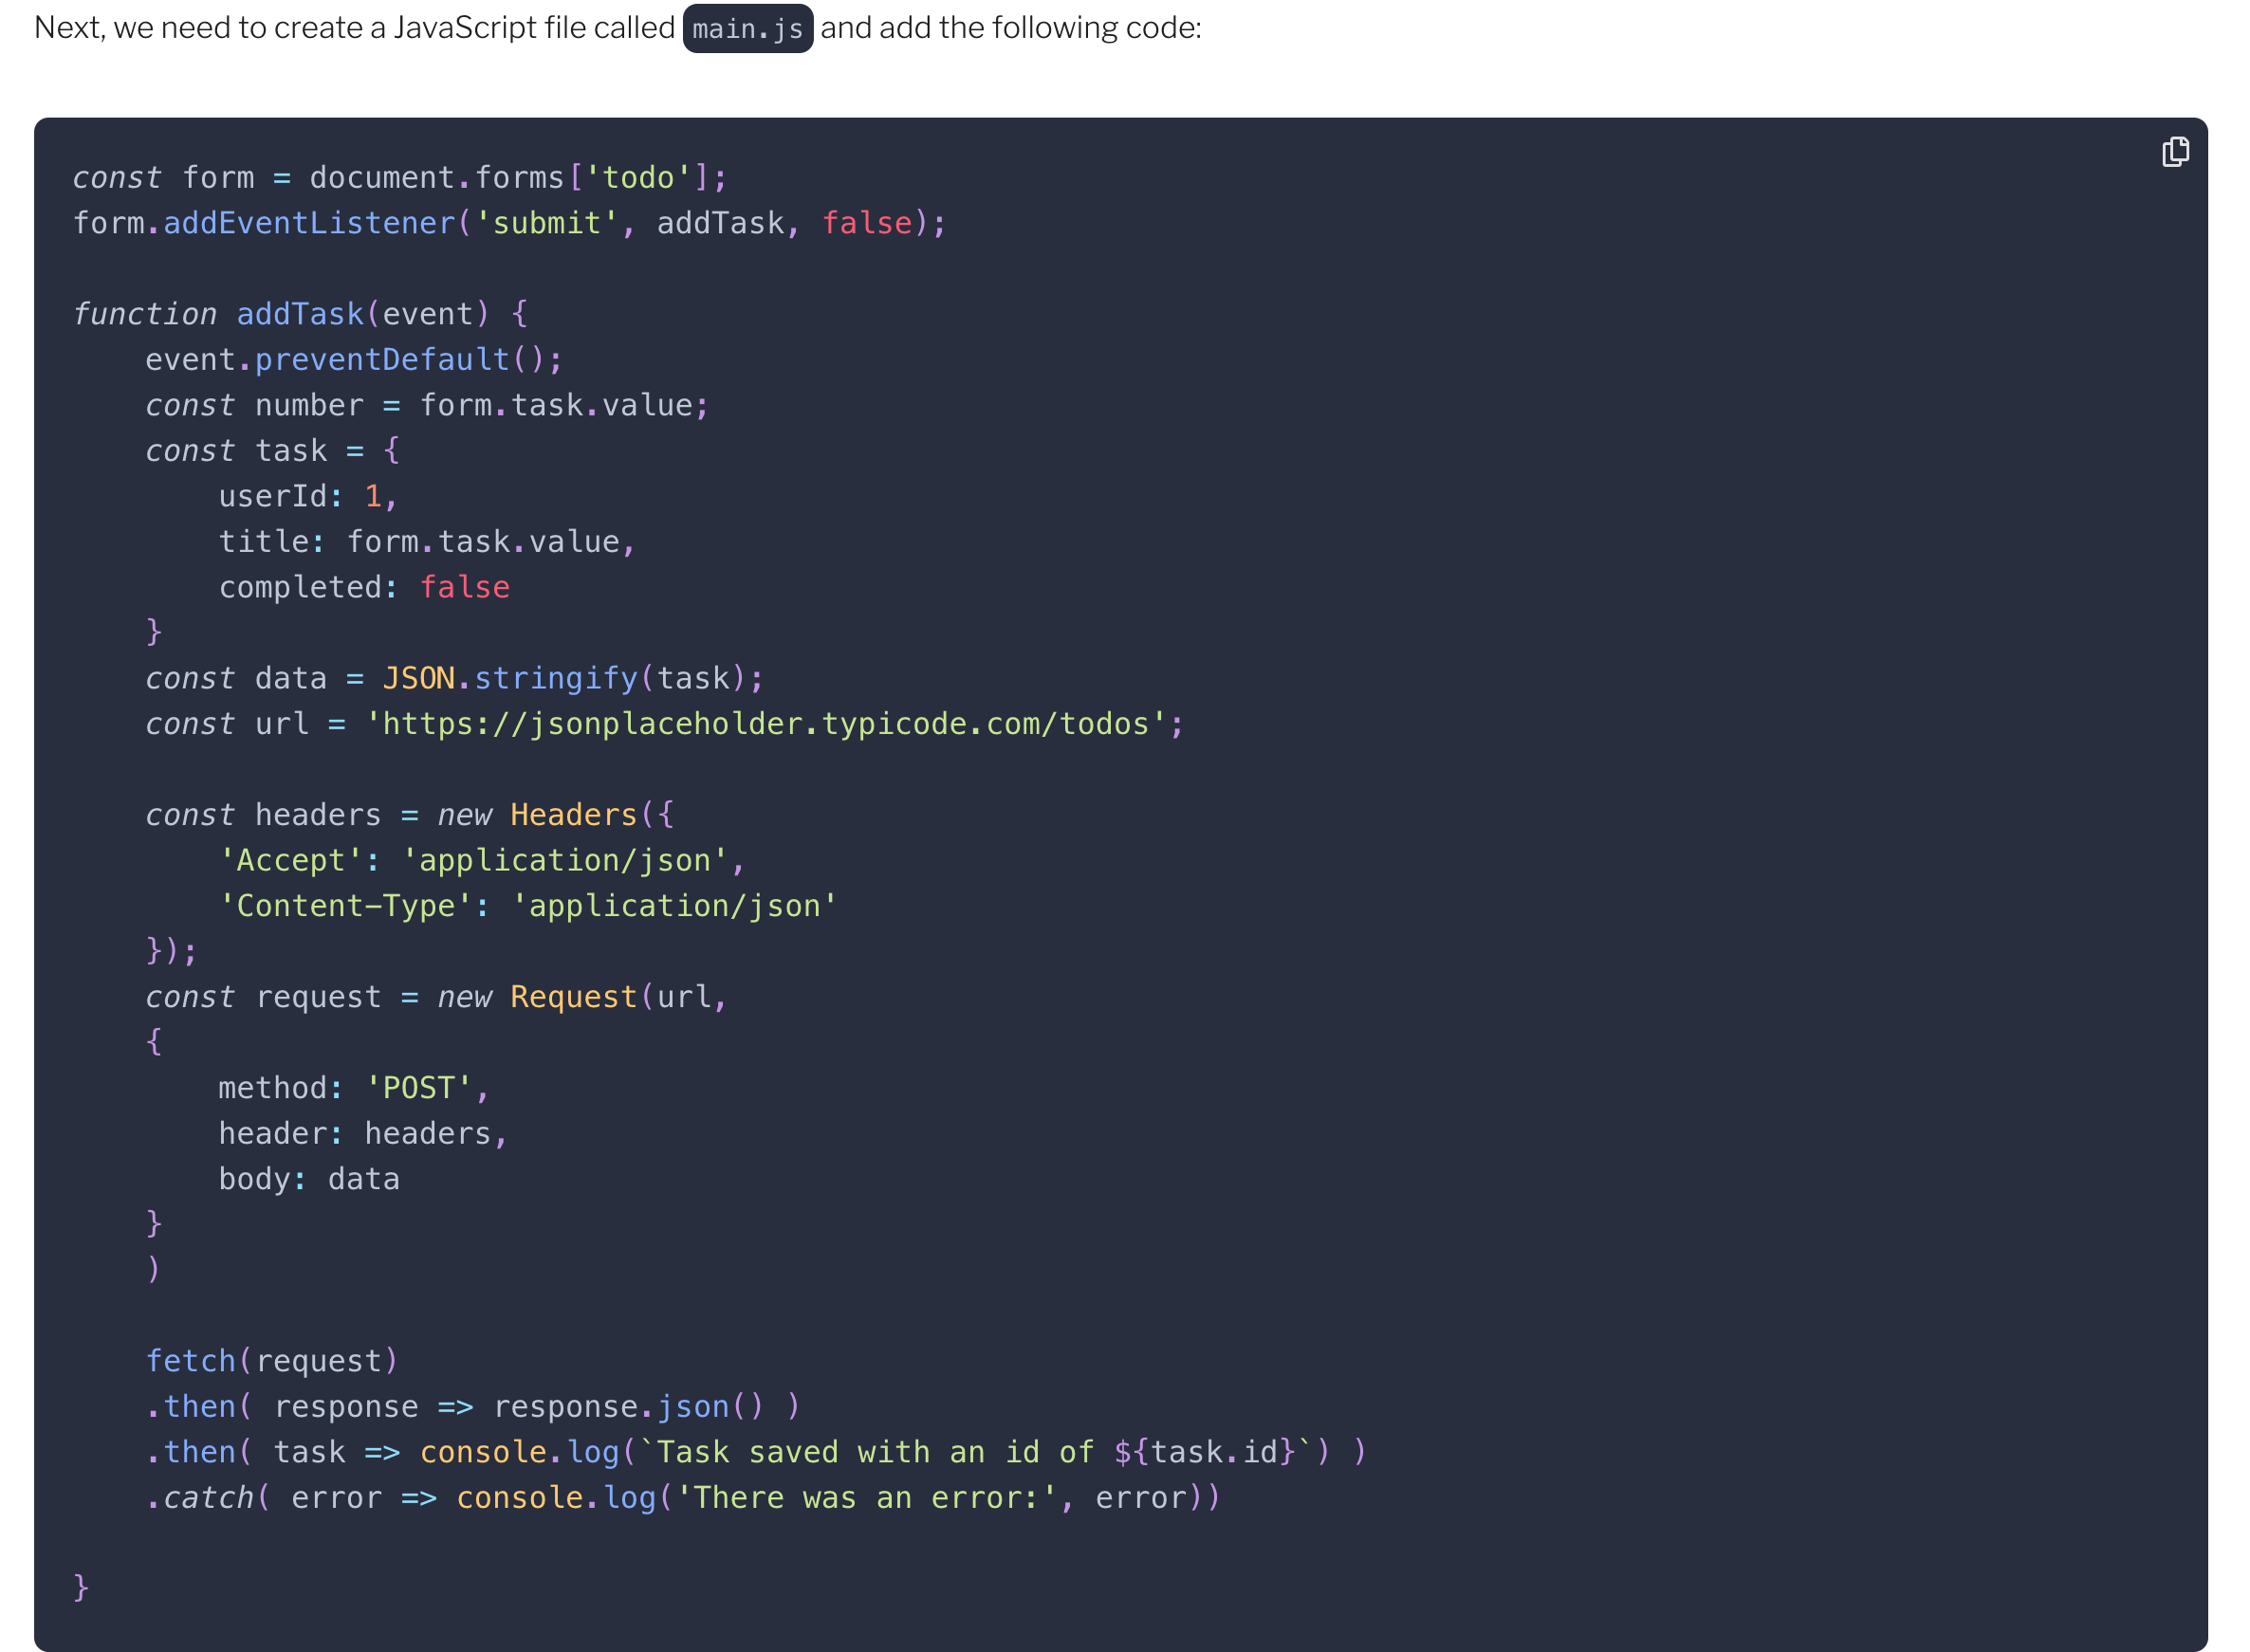 Next, we need to create a JavaScript file called main.js and add the following code:
const form = document.forms['todo'];
form.addEventListener('submit', addTask, false);
function addTask(event) {
    event.preventDefault();
    const number = form.task.value;
    const task = {
        userId: 1,
        title: form.task.value,
        completed: false
    }
    const data = JSON.stringify(task);
    const url = 'https://jsonplaceholder.typicode.com/todos';
    const headers = new Headers({
        'Accept': 'application/json',
        'Content-Type': 'application/json'
    });
    const request = new Request(url,
    {
        method: 'POST',
        header: headers,
        body: data
    }
    )
    fetch(request)
    .then( response => response.json() )
    .then( task => console.log(`Task saved with an id of ${task.id}`) )
    .catch( error => console.log('There was an error:', error))
}